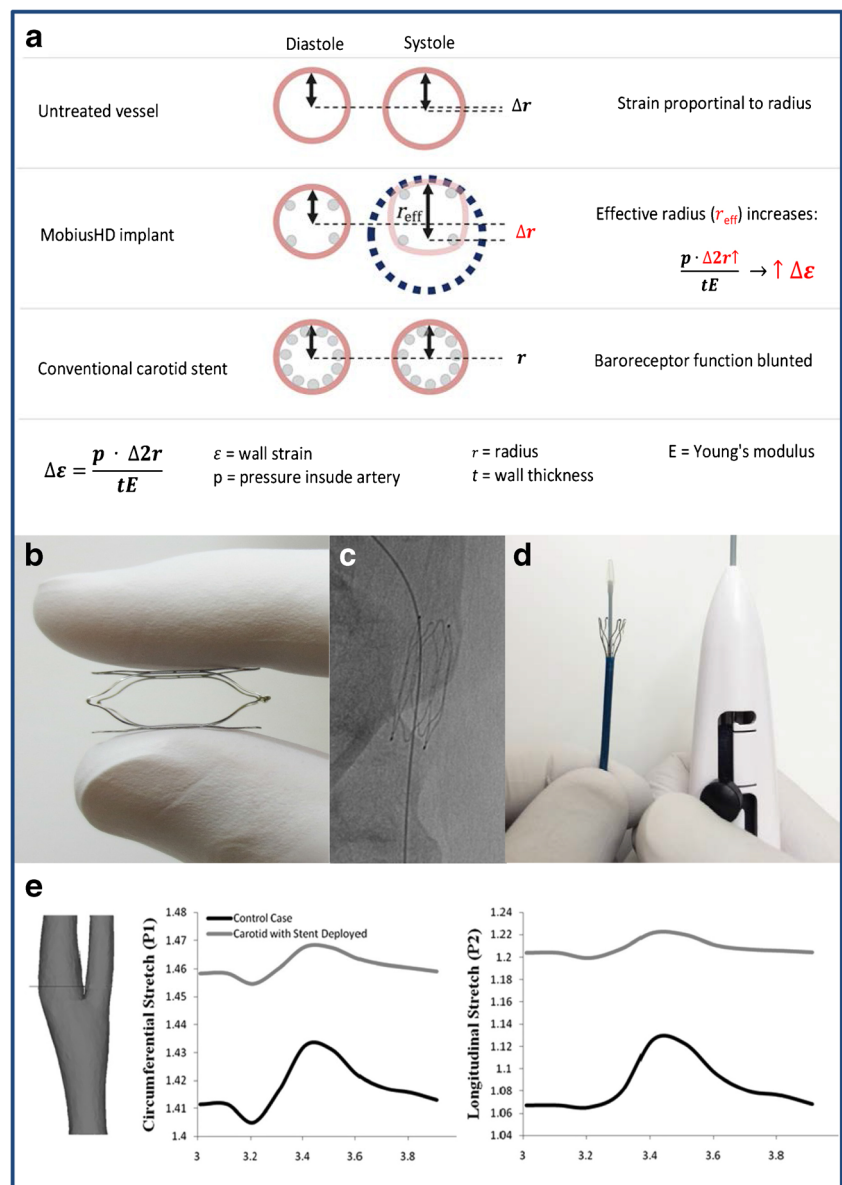 a
Diastole Systole
Untreated vessel
Δr
Strain proportinal to radius
MobiusHD implant
r_eff
Δr
Effective radius (r_eff) increases:
p · Δ2r↑ / tE → ↑ Δε
Conventional carotid stent
r
Baroreceptor function blunted
Δε = p · Δ2r / tE
ε = wall strain
p = pressure insude artery
r = radius
t = wall thickness
E = Young's modulus
b
c
d
e
Circumferential Stretch (P1)
1.48
1.47
1.46
1.45
1.44
1.43
1.42
1.41
1.4
Control Case
Carotid with Stent Deployed
3 3.2 3.4 3.6 3.8
Longitudinal Stretch (P2)
1.24
1.22
1.2
1.18
1.16
1.14
1.12
1.1
1.08
1.06
1.04
3 3.2 3.4 3.6 3.8